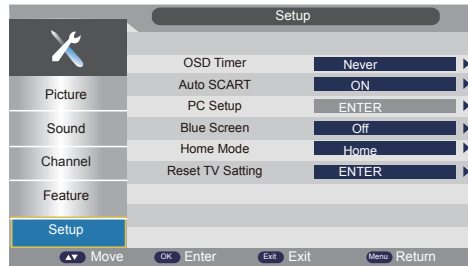 Setup
OSD Timer Never
Auto SCART ON
PC Setup ENTER
Blue Screen Off
Home Mode Home
Reset TV Satting ENTER
Picture
Sound
Channel
Feature
Setup
▲▼ Move OK Enter Exit Exit Menu Return